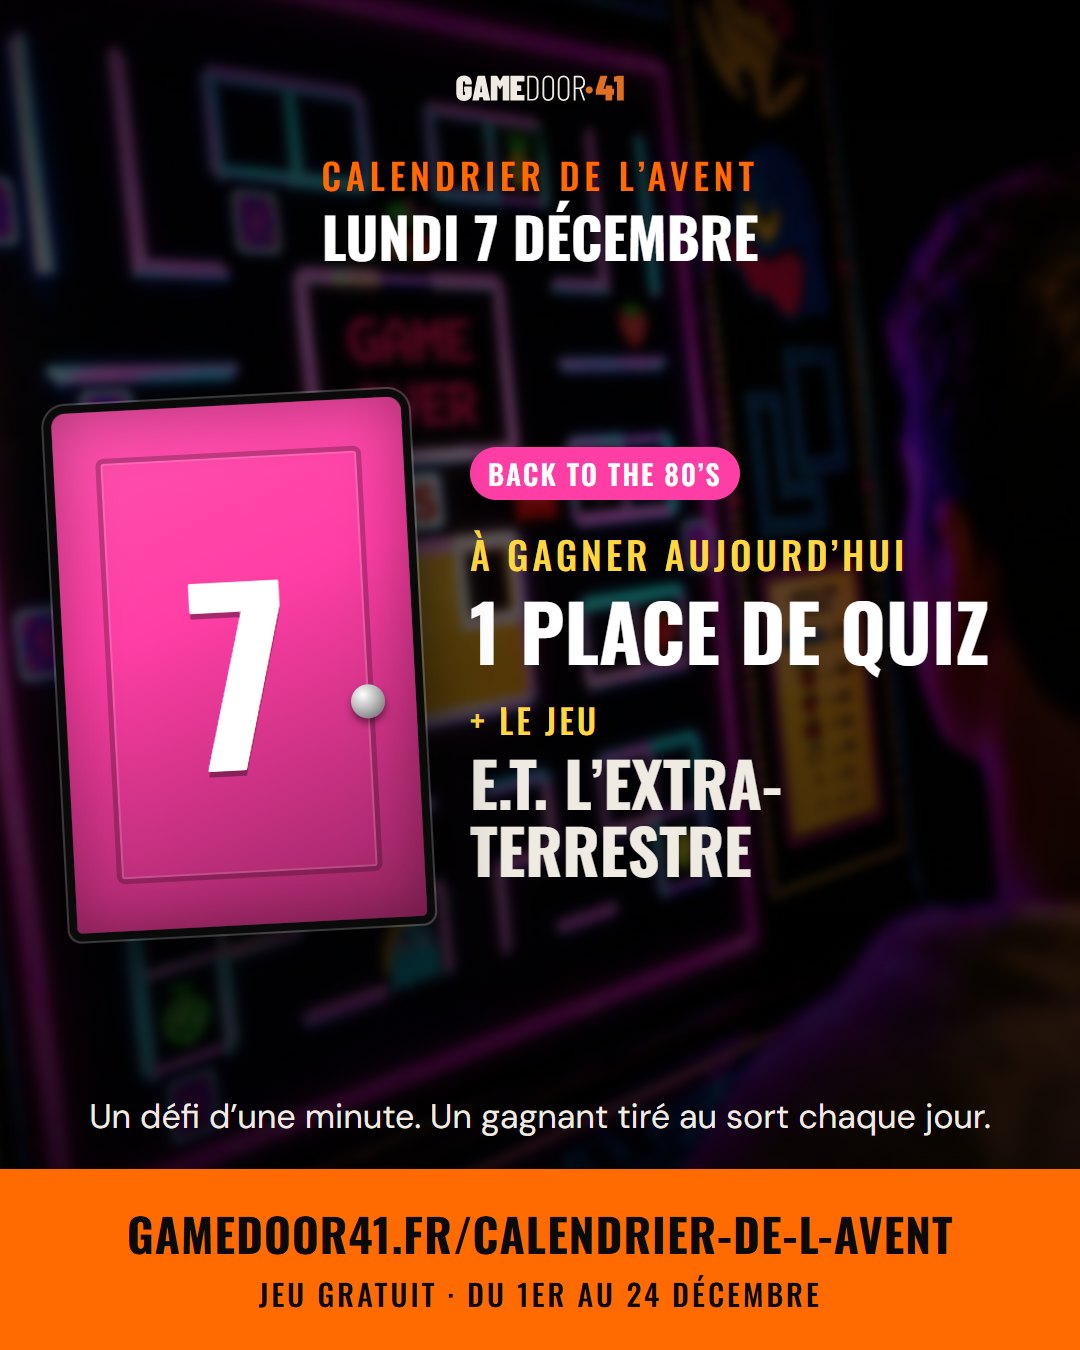 GAMEDOOR·41
CALENDRIER DE L’AVENT
LUNDI 7 DÉCEMBRE
GAME
VER
7
BACK TO THE 80’S
À GAGNER AUJOURD’HUI
1 PLACE DE QUIZ
+ LE JEU
E.T. L’EXTRA-
TERRESTRE
Un défi d’une minute. Un gagnant tiré au sort chaque jour.
GAMEDOOR41.FR/CALENDRIER-DE-L-AVENT
JEU GRATUIT · DU 1ER AU 24 DÉCEMBRE